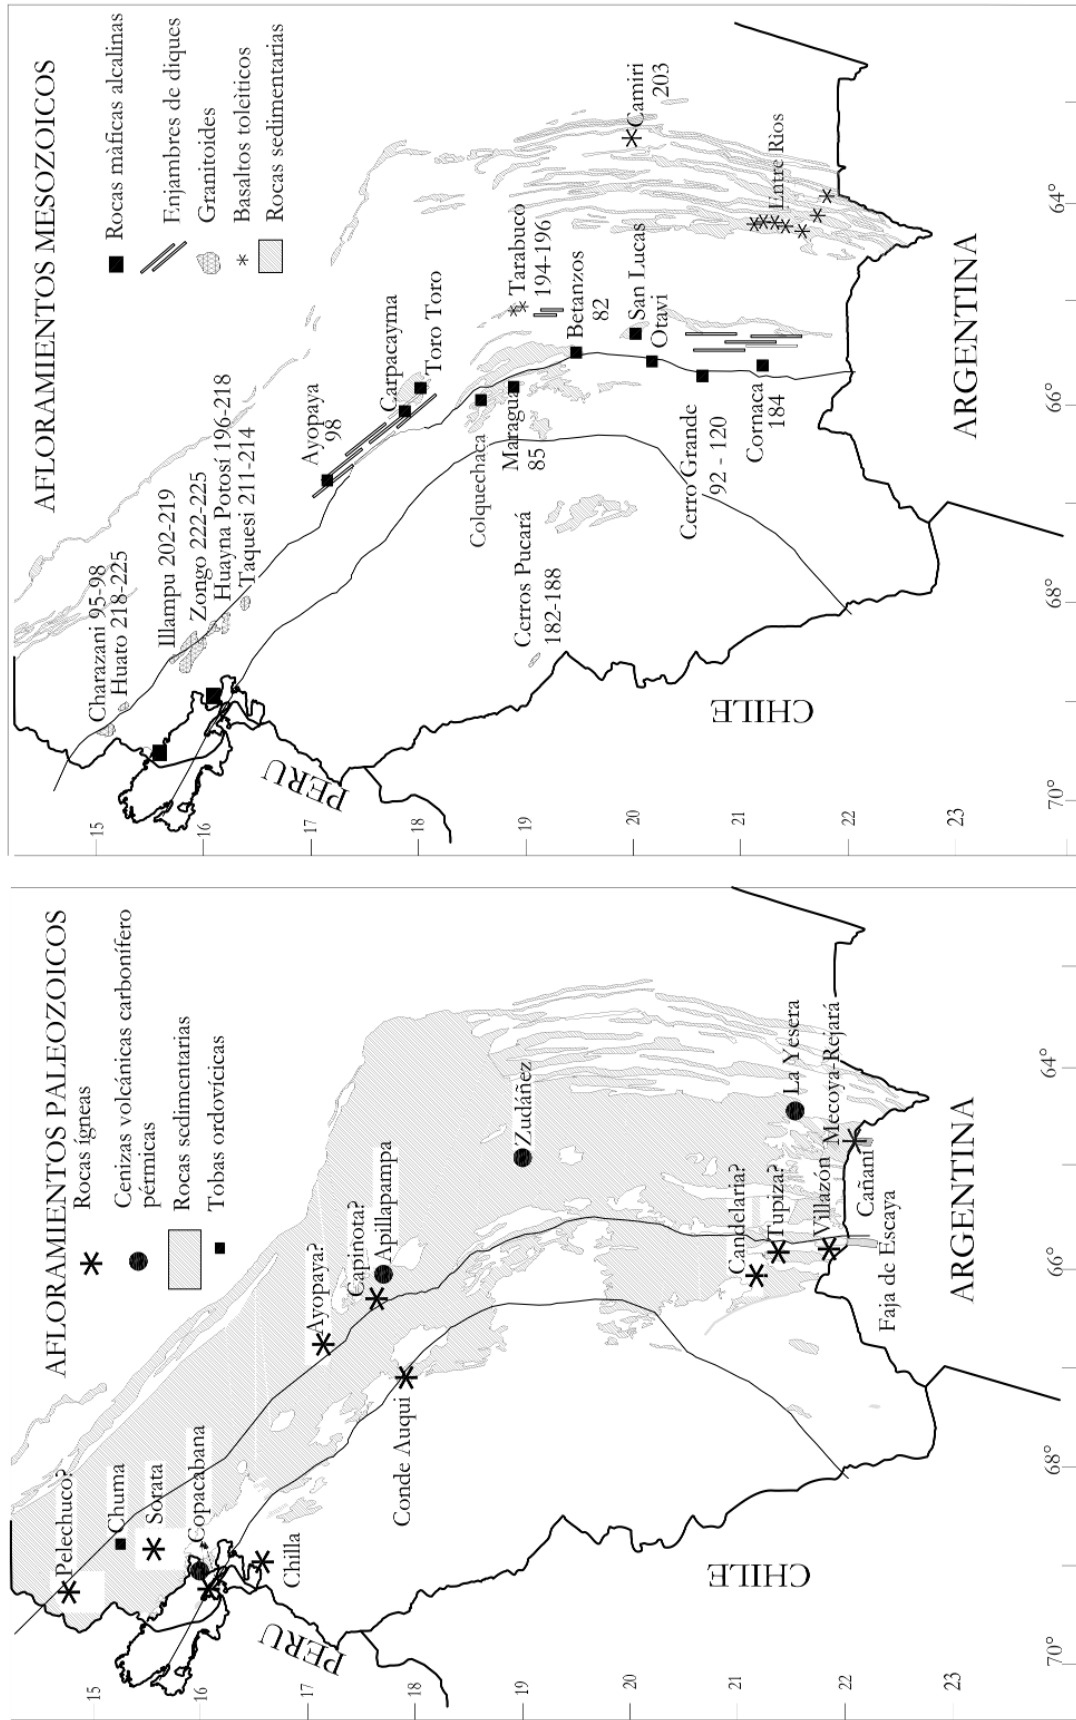 AFLORAMIENTOS PALEOZOICOS
Rocas ígneas
Cenizas volcánicas carbonífero
pérmicas
Rocas sedimentarias
Tobas ordovícicas
Pelechuco?
Chuma
Sorata
Copacabana
Chilla
Ayopaya?
Capinota?
Apillapampa
Conde Auqui
Zudáñez
Candelaria?
Tupiza?
Villazón
La Yesera
Mecoya-Rejará
Cañani
Faja de Escaya
PERU
CHILE
ARGENTINA
15
16
17
18
19
20
21
22
23
70°
68°
66°
64°
AFLORAMIENTOS MESOZOICOS
Rocas màficas alcalinas
Enjambres de diques
Granitoides
Basaltos tolèiticos
Rocas sedimentarias
Charazani 95-98
Huato 218-225
Illampu 202-219
Zongo 222-225
Huayna Potosí 196-218
Taquesi 211-214
Ayopaya
98
Carpacayma
Toro Toro
Colquechaca
Maragua
85
Tarabuco
194-196
Betanzos
82
San Lucas
Otavi
Cerros Pucará
182-188
Cerro Grande
92 - 120
Cornaca
184
Camiri
203
Entre Rios
PERU
CHILE
ARGENTINA
15
16
17
18
19
20
21
22
23
70°
68°
66°
64°